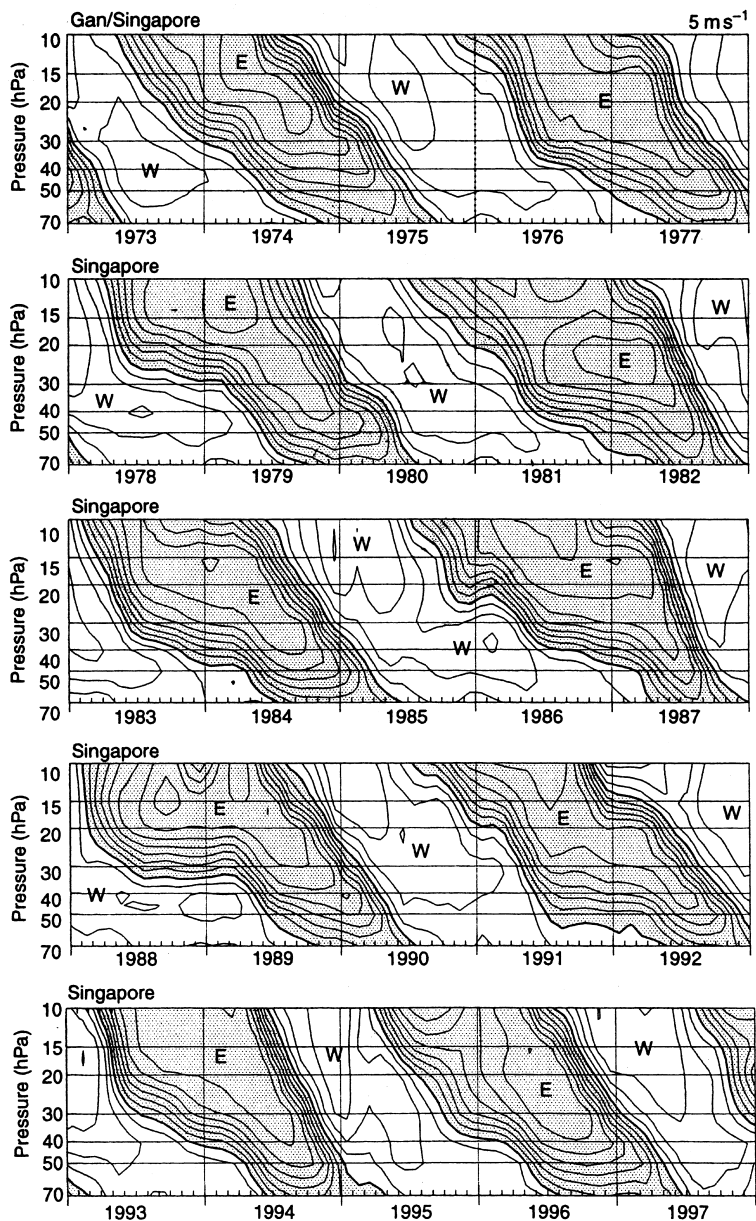 Gan/Singapore 5 m s⁻¹
Pressure (hPa)
10
15
20
30
40
50
70
E
W
W
E
1973 1974 1975 1976 1977
Singapore
Pressure (hPa)
10
15
20
30
40
50
70
E
W
E
W
W
1978 1979 1980 1981 1982
Singapore
Pressure (hPa)
10
15
20
30
40
50
70
W
E
W
E
W
1983 1984 1985 1986 1987
Singapore
Pressure (hPa)
10
15
20
30
40
50
70
E
W
W
E
W
1988 1989 1990 1991 1992
Singapore
Pressure (hPa)
10
15
20
30
40
50
70
E
W
E
W
1993 1994 1995 1996 1997